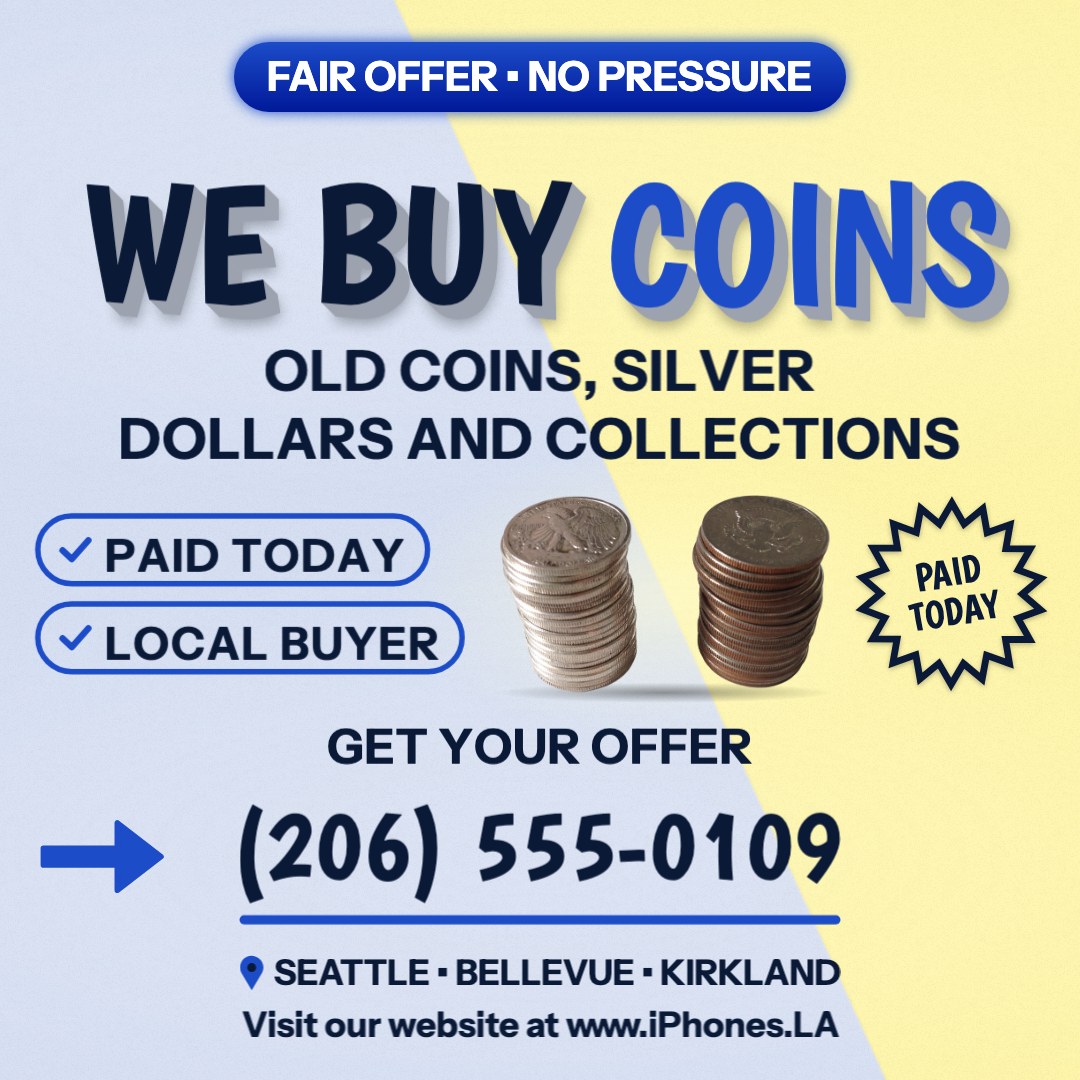 FAIR OFFER ▪ NO PRESSURE
WE BUY COINS
OLD COINS, SILVER
DOLLARS AND COLLECTIONS
PAID TODAY
LOCAL BUYER
PAID
TODAY
GET YOUR OFFER
(206) 555-0109
SEATTLE ▪ BELLEVUE ▪ KIRKLAND
Visit our website at www.iPhones.LA